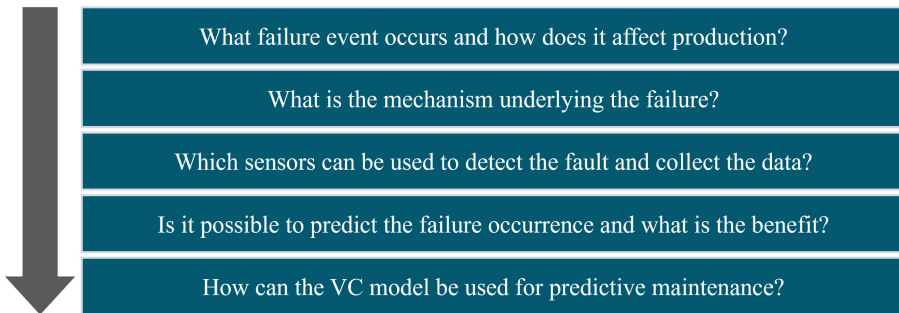 What failure event occurs and how does it affect production?
What is the mechanism underlying the failure?
Which sensors can be used to detect the fault and collect the data?
Is it possible to predict the failure occurrence and what is the benefit?
How can the VC model be used for predictive maintenance?